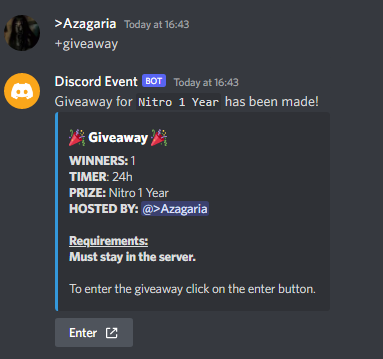 >Azagaria Today at 16:43
+giveaway
Discord Event BOT Today at 16:43
Giveaway for Nitro 1 Year has been made!
🎉 Giveaway 🎉
WINNERS: 1
TIMER: 24h
PRIZE: Nitro 1 Year
HOSTED BY: @>Azagaria
Requirements:
Must stay in the server.
To enter the giveaway click on the enter button.
Enter